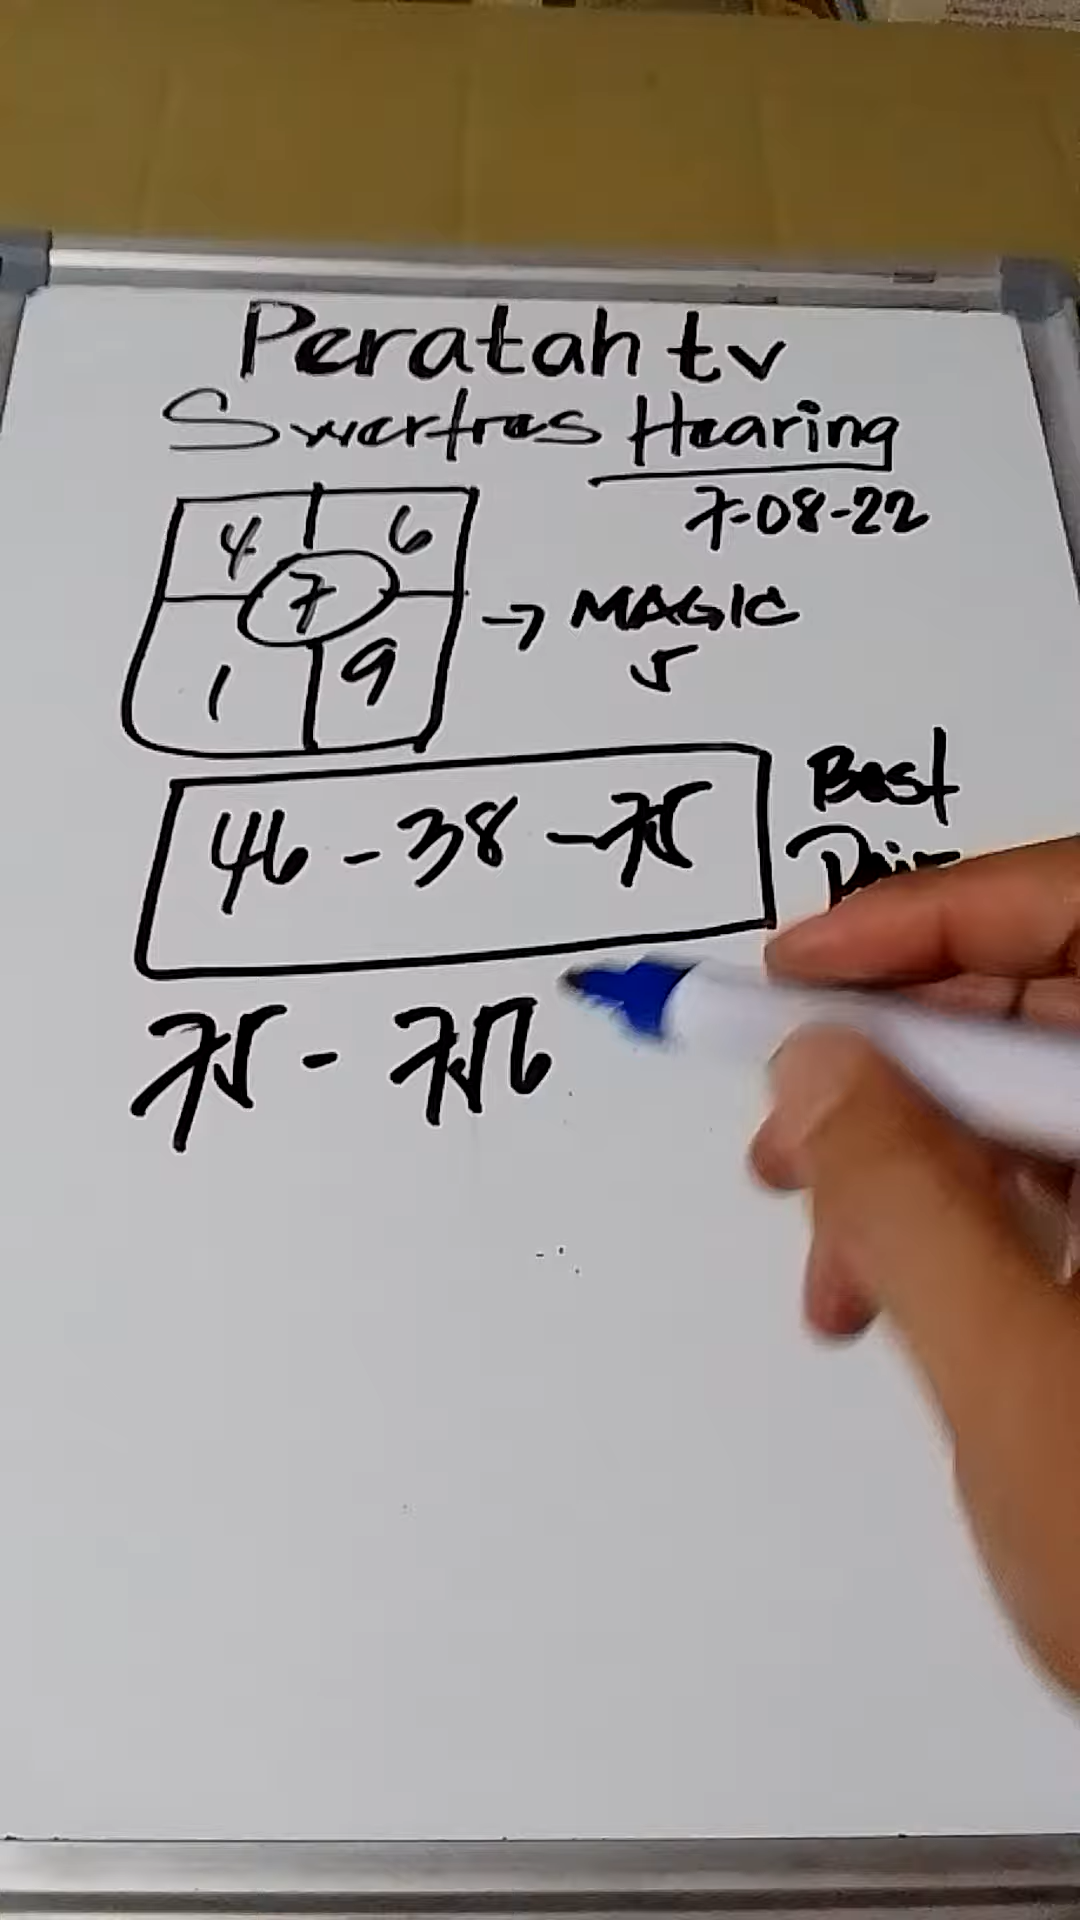 Peratah tv
Swertres Hearing
7-08-22
4 6
7
1 9
→ MAGIC
5
46 - 38 - 75
Best
75 - 756